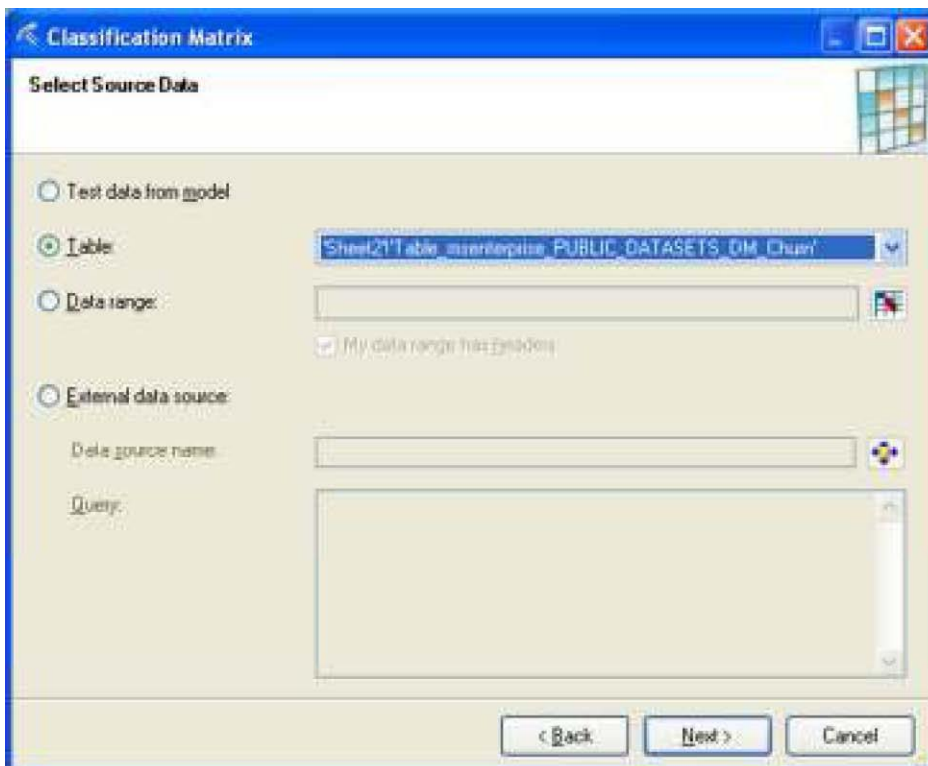 Classification Matrix
Select Source Data
Test data from model
Table:
'Sheet21'Table_msenterprise_PUBLIC_DATASETS_DM_Churn'
Data range:
My data range has headers
External data source:
Data source name:
Query:
< Back
Next >
Cancel